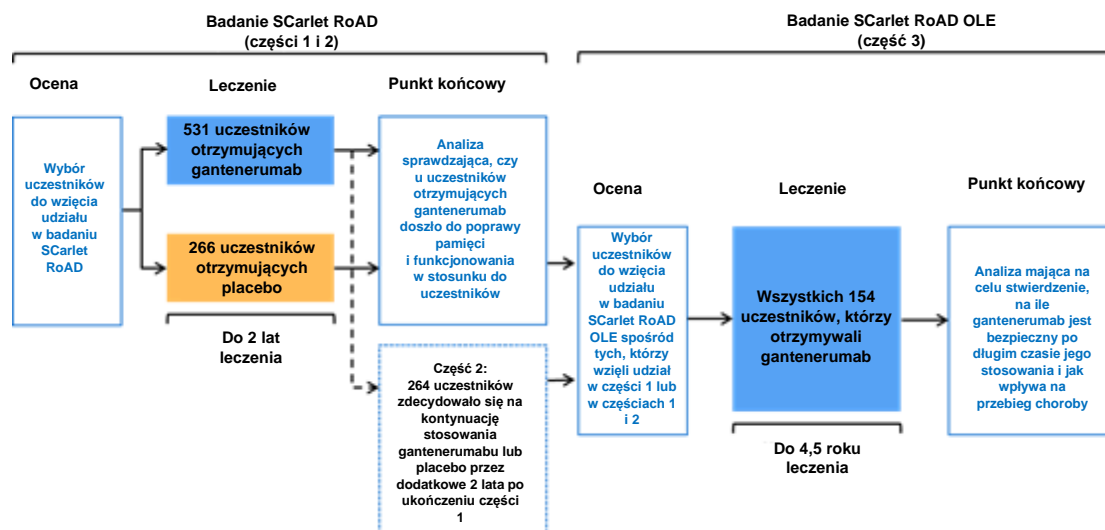 Badanie SCarlet RoAD
(części 1 i 2)
Ocena
Leczenie
Punkt końcowy
Wybór
uczestników
do wzięcia
udziału
w badaniu
SCarlet
RoAD
531 uczestników
otrzymujących
gantenerumab
266 uczestników
otrzymujących
placebo
Do 2 lat
leczenia
Analiza
sprawdzająca, czy
u uczestników
otrzymujących
gantenerumab
doszło do poprawy
pamięci
i funkcjonowania
w stosunku do
uczestników
Część 2:
264 uczestników
zdecydowało się na
kontynuację
stosowania
gantenerumabu lub
placebo przez
dodatkowe 2 lata po
ukończeniu części
1
Badanie SCarlet RoAD OLE
(część 3)
Ocena
Leczenie
Punkt końcowy
Wybór
uczestników
do wzięcia
udziału
w badaniu
SCarlet RoAD
OLE spośród
tych, którzy
wzięli udział
w części 1 lub
w częściach 1
i 2
Wszystkich 154
uczestników, którzy
otrzymywali
gantenerumab
Do 4,5 roku
leczenia
Analiza mająca na
celu stwierdzenie,
na ile
gantenerumab jest
bezpieczny po
długim czasie jego
stosowania i jak
wpływa na
przebieg choroby